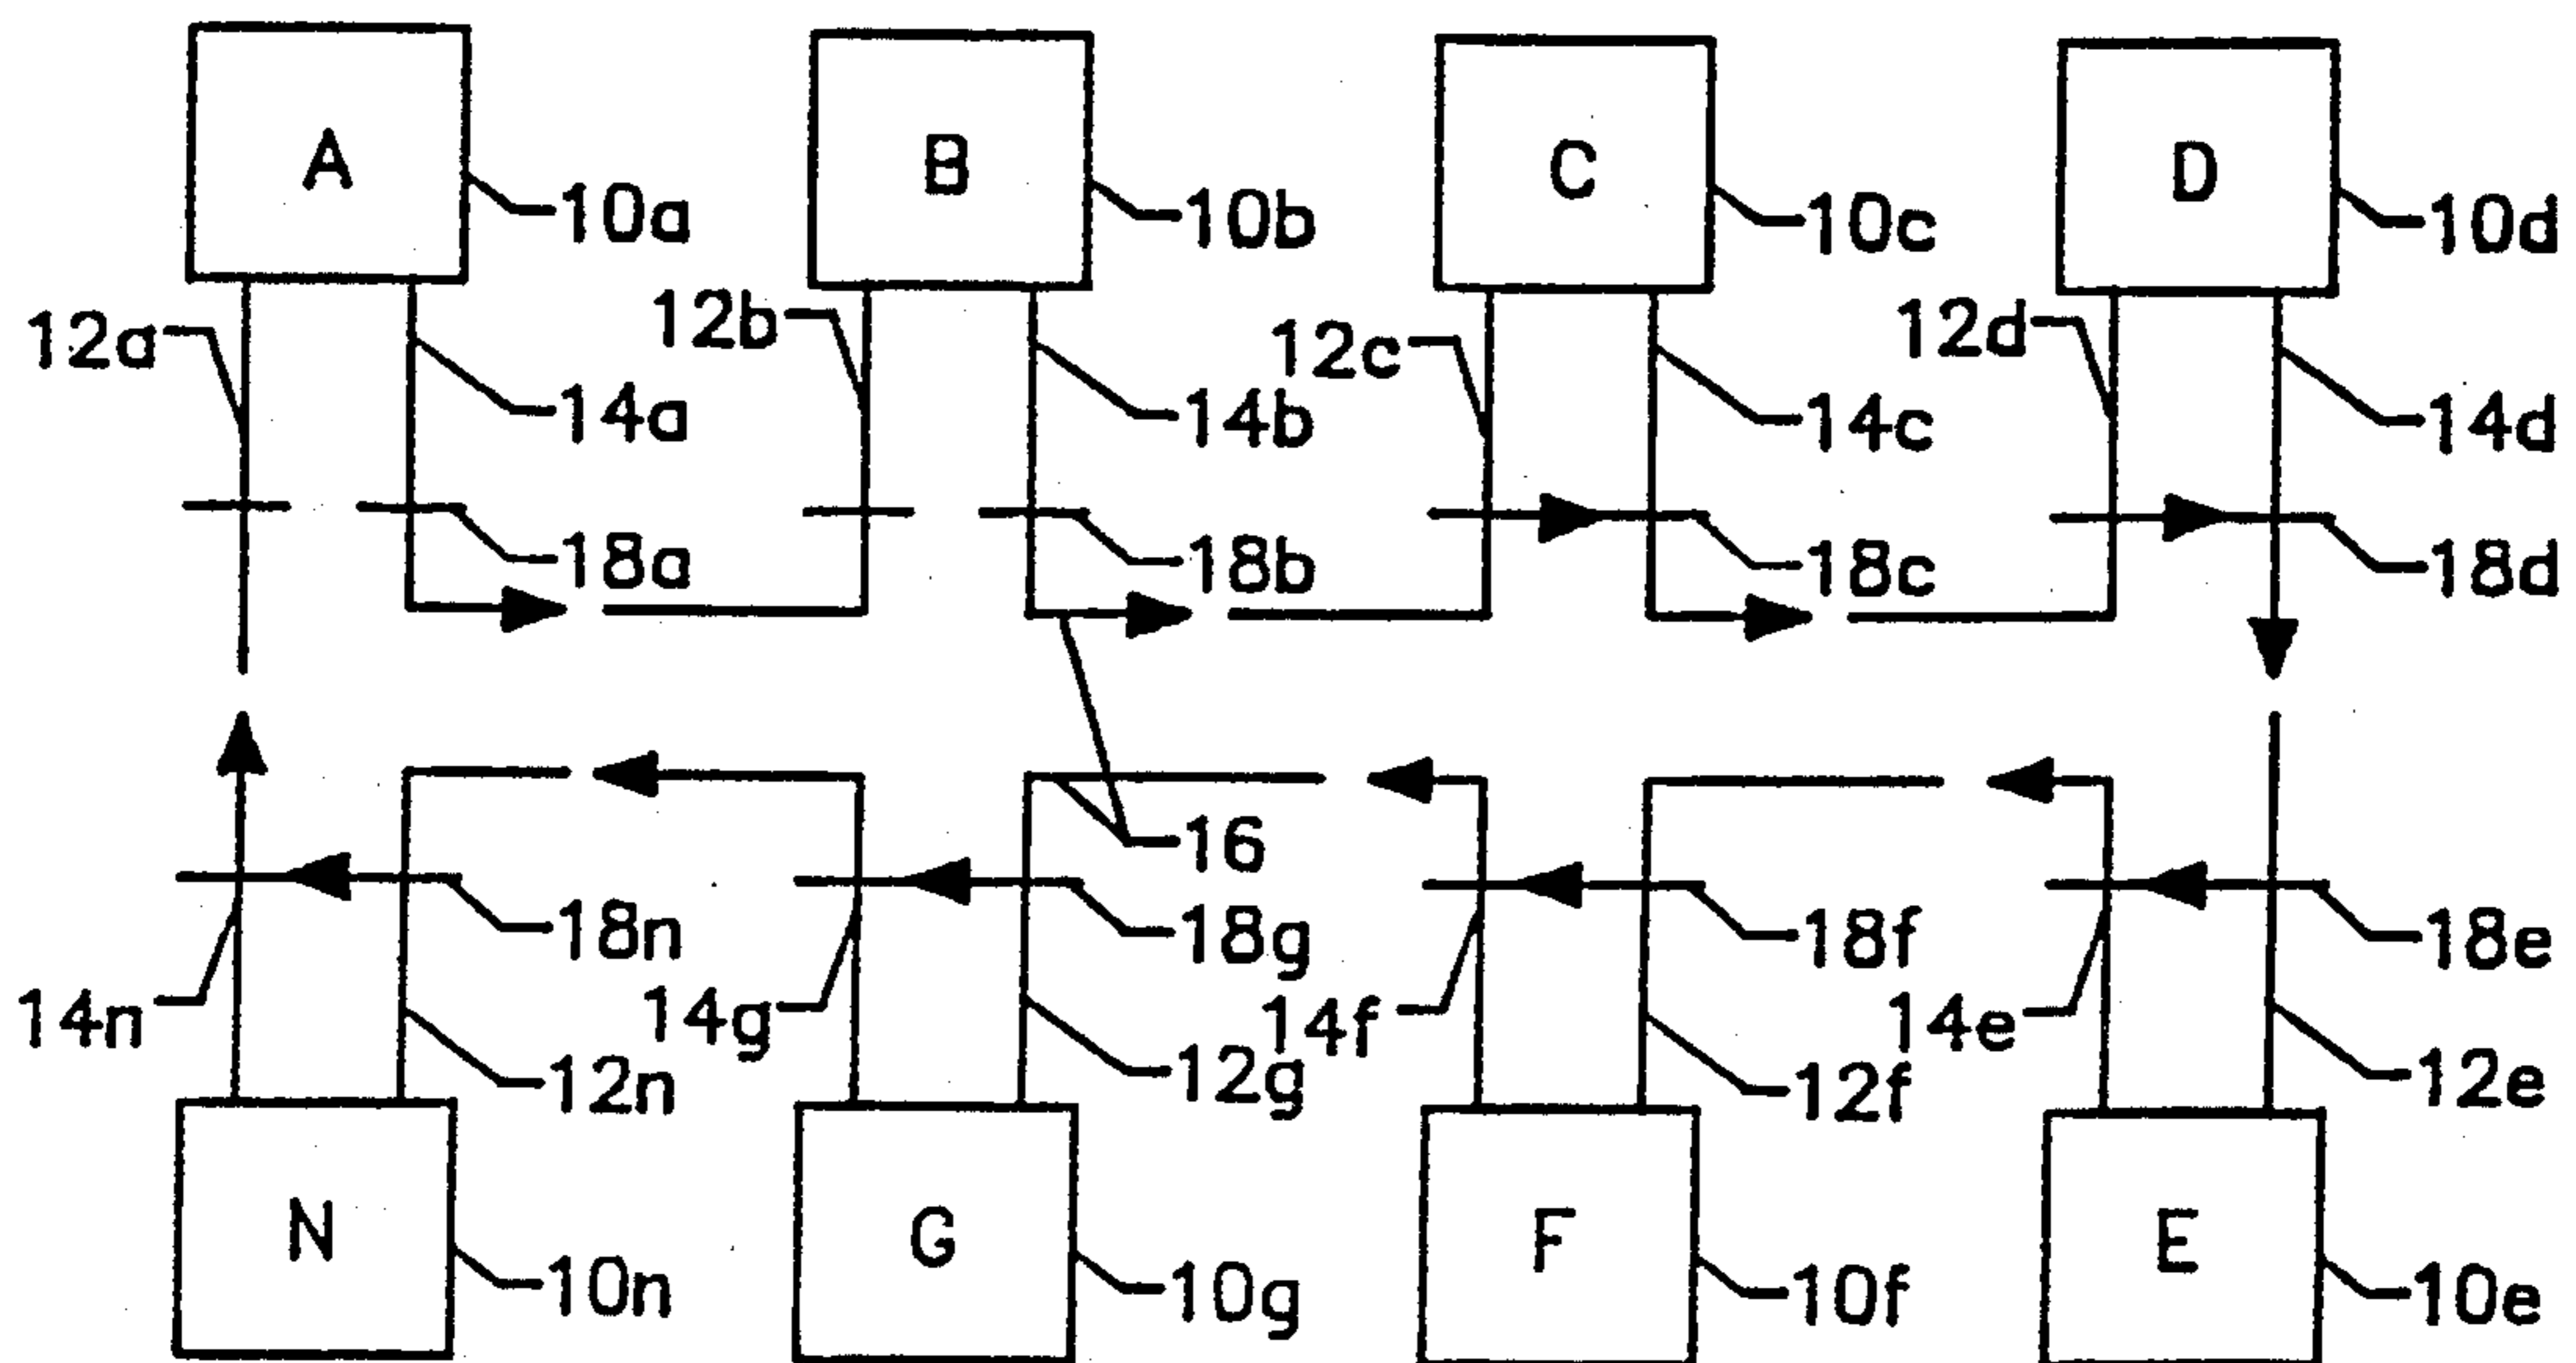 A B C D
10a 10b 10c 10d
12a 12b 12c 12d
14a 14b 14c 14d
18a 18b 18c 18d
16
18n 18g 18f 18e
14n 14g 14f 14e
12n 12g 12f 12e
N G F E
10n 10g 10f 10e